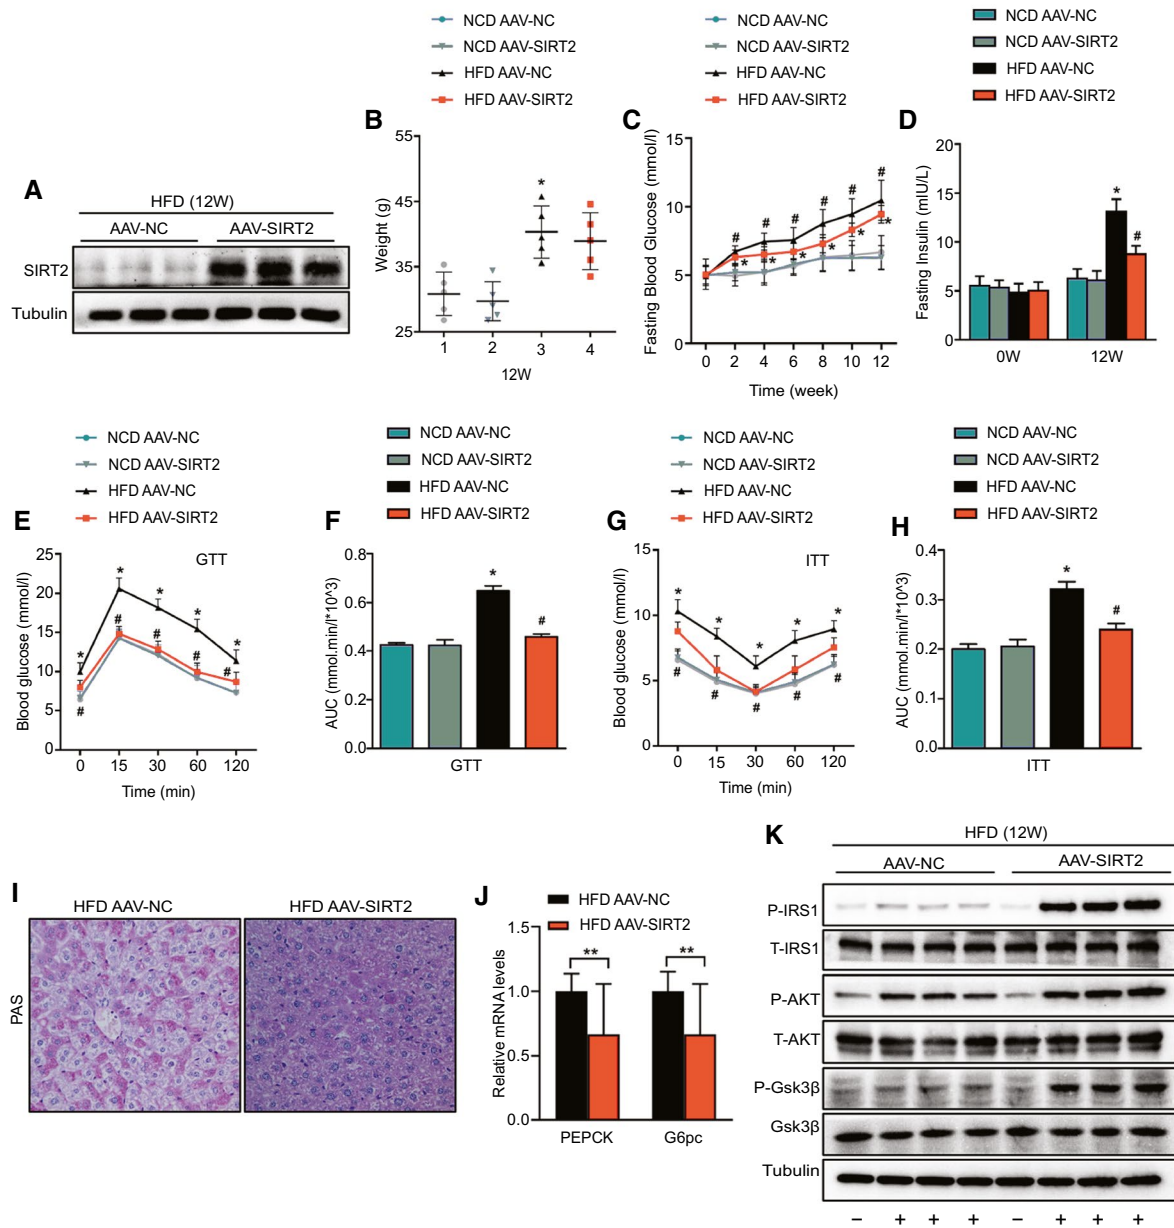 A
HFD (12W)
AAV-NC
AAV-SIRT2
SIRT2
Tubulin
NCD AAV-NC
NCD AAV-SIRT2
HFD AAV-NC
HFD AAV-SIRT2
B
55
45
35
25
Weight (g)
*
1 2 3 4
12W
NCD AAV-NC
NCD AAV-SIRT2
HFD AAV-NC
HFD AAV-SIRT2
C
15
10
5
0
Fasting Blood Glucose (mmol/l)
# # # # # #
* * * * * *
0 2 4 6 8 10 12
Time (week)
NCD AAV-NC
NCD AAV-SIRT2
HFD AAV-NC
HFD AAV-SIRT2
D
20
15
10
5
0
Fasting Insulin (mIU/L)
*
#
0W 12W
NCD AAV-NC
NCD AAV-SIRT2
HFD AAV-NC
HFD AAV-SIRT2
E
GTT
25
20
15
10
5
0
Blood glucose (mmol/l)
* * * * *
# # # # #
0 15 30 60 120
Time (min)
NCD AAV-NC
NCD AAV-SIRT2
HFD AAV-NC
HFD AAV-SIRT2
F
0.8
0.6
0.4
0.2
0.0
AUC (mmol.min/l*10^3)
*
#
GTT
NCD AAV-NC
NCD AAV-SIRT2
HFD AAV-NC
HFD AAV-SIRT2
G
ITT
15
10
5
0
Blood glucose (mmol/l)
* * * * *
# # # # #
0 15 30 60 120
Time (min)
NCD AAV-NC
NCD AAV-SIRT2
HFD AAV-NC
HFD AAV-SIRT2
H
0.4
0.3
0.2
0.1
0.0
AUC (mmol.min/l*10^3)
*
#
ITT
I
HFD AAV-NC
HFD AAV-SIRT2
PAS
J
HFD AAV-NC
HFD AAV-SIRT2
1.5
1.0
0.5
0.0
Relative mRNA levels
** **
PEPCK G6pc
K
HFD (12W)
AAV-NC
AAV-SIRT2
P-IRS1
T-IRS1
P-AKT
T-AKT
P-Gsk3β
Gsk3β
Tubulin
− + + + − + + +